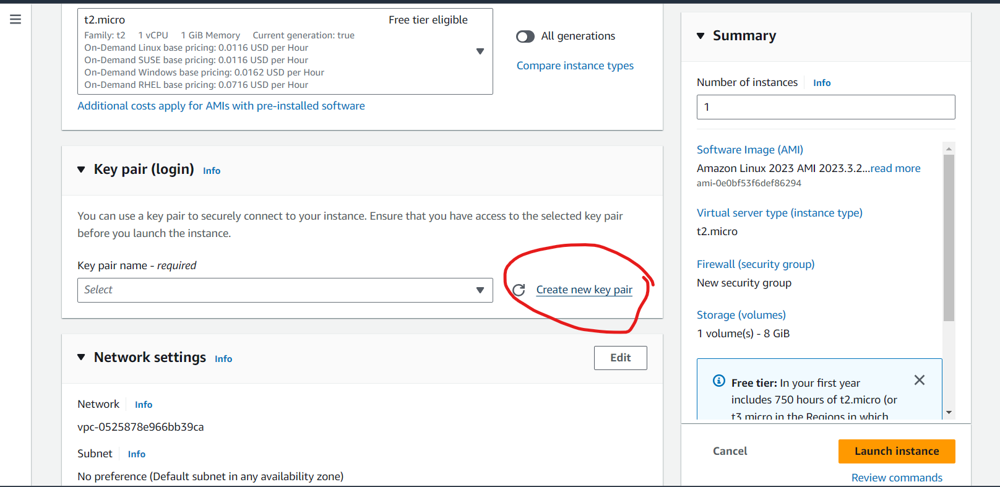 t2.micro Free tier eligible
Family: t2 1 vCPU 1 GiB Memory Current generation: true
On-Demand Linux base pricing: 0.0116 USD per Hour
On-Demand SUSE base pricing: 0.0116 USD per Hour
On-Demand Windows base pricing: 0.0162 USD per Hour
On-Demand RHEL base pricing: 0.0716 USD per Hour
All generations
Compare instance types
Additional costs apply for AMIs with pre-installed software
Key pair (login) Info
You can use a key pair to securely connect to your instance. Ensure that you have access to the selected key pair
before you launch the instance.
Key pair name - required
Select
Create new key pair
Network settings Info
Edit
Network Info
vpc-0525878e966bb39ca
Subnet Info
No preference (Default subnet in any availability zone)
Summary
Number of instances Info
1
Software Image (AMI)
Amazon Linux 2023 AMI 2023.3.2...read more
ami-0e0bf53f6def86294
Virtual server type (instance type)
t2.micro
Firewall (security group)
New security group
Storage (volumes)
1 volume(s) - 8 GiB
Free tier: In your first year
includes 750 hours of t2.micro (or
t3.micro in the Regions in which
Cancel
Launch instance
Review commands